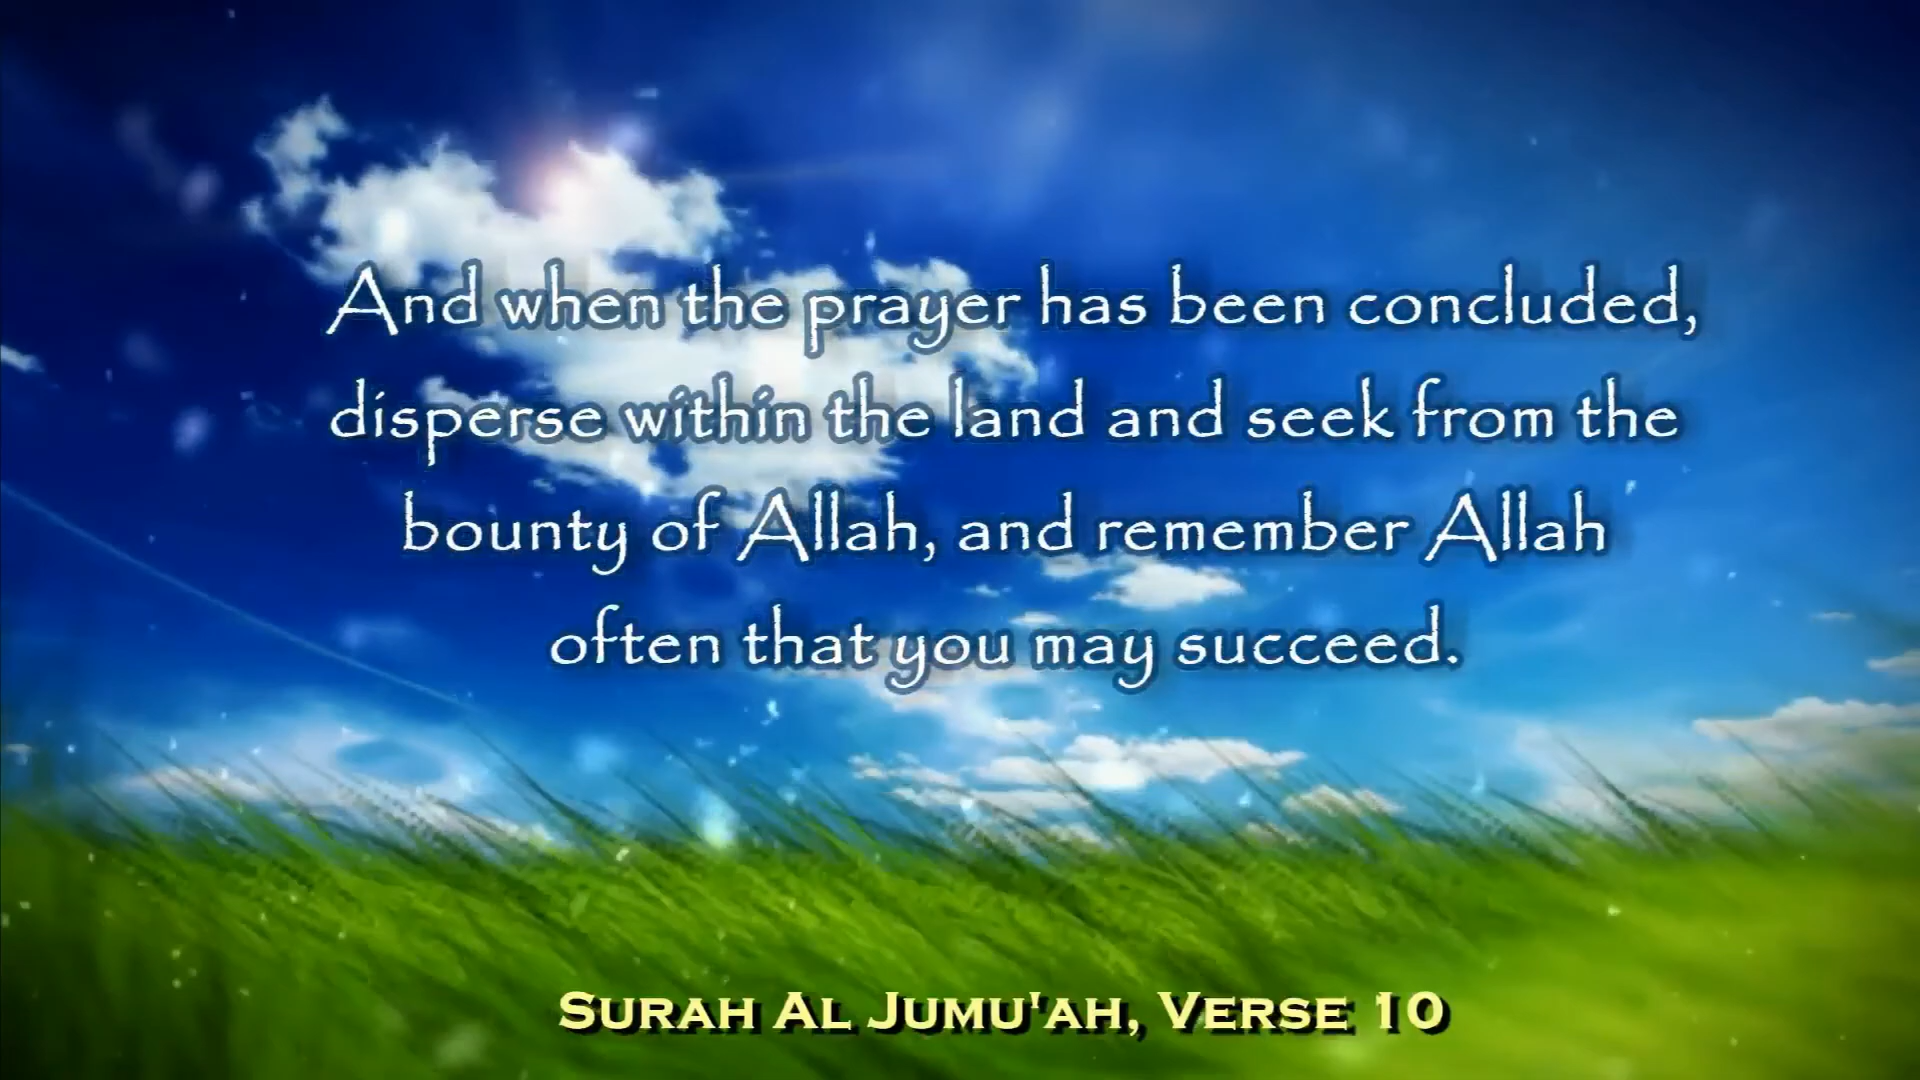 And when the prayer has been concluded,
disperse within the land and seek from the
bounty of Allah, and remember Allah
often that you may succeed.
Surah Al Jumu'ah, Verse 10